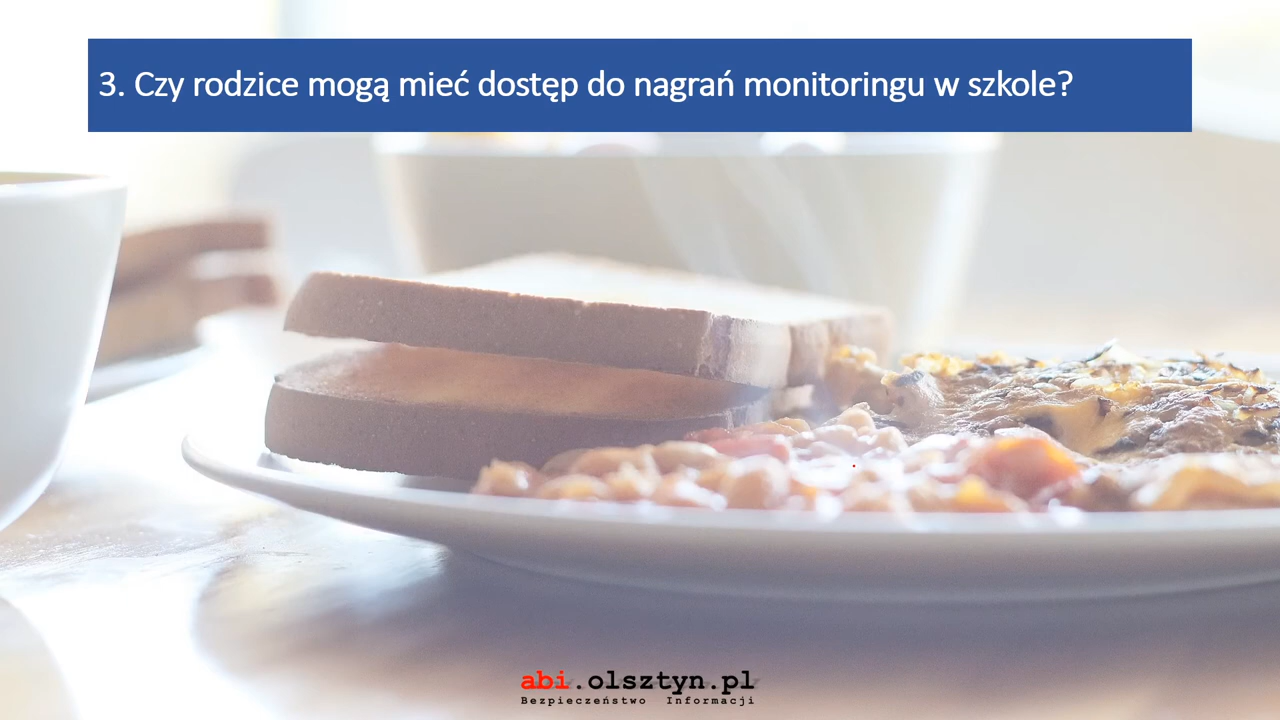 3. Czy rodzice mogą mieć dostęp do nagrań monitoringu w szkole?
abi.olsztyn.pl
Bezpieczeństwo Informacji